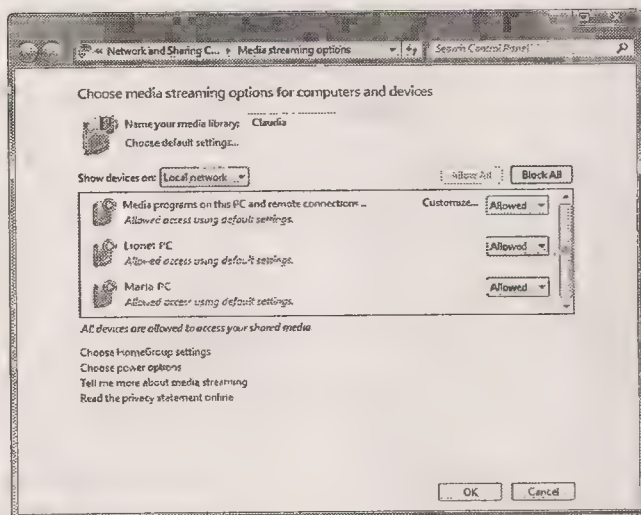 « Network and Sharing C... ▸ Media streaming options
Search Control Panel
Choose media streaming options for computers and devices
Name your media library: Claudia
Choose default settings...
Show devices on: Local network
Allow All
Block All
Media programs on this PC and remote connections ...
Customize...
Allowed
Allowed access using default settings.
Lionel PC
Allowed
Allowed access using default settings.
Maria PC
Allowed
Allowed access using default settings.
All devices are allowed to access your shared media
Choose HomeGroup settings
Choose power options
Tell me more about media streaming
Read the privacy statement online
OK
Cancel